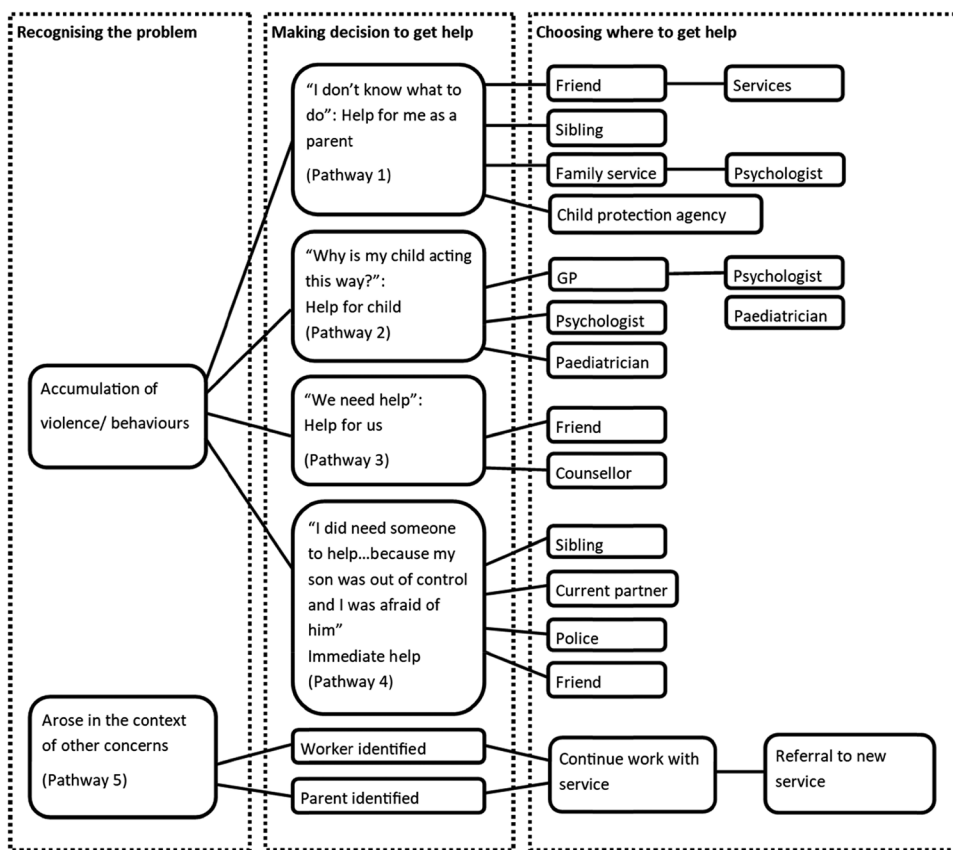 Recognising the problem
Making decision to get help
Choosing where to get help
Accumulation of
violence/ behaviours
Arose in the context
of other concerns
(Pathway 5)
“I don’t know what to
do”: Help for me as a
parent
(Pathway 1)
“Why is my child acting
this way?”:
Help for child
(Pathway 2)
“We need help”:
Help for us
(Pathway 3)
“I did need someone
to help...because my
son was out of control
and I was afraid of
him”
Immediate help
(Pathway 4)
Worker identified
Parent identified
Friend
Services
Sibling
Family service
Psychologist
Child protection agency
GP
Psychologist
Psychologist
Paediatrician
Paediatrician
Friend
Counsellor
Sibling
Current partner
Police
Friend
Continue work with
service
Referral to new
service